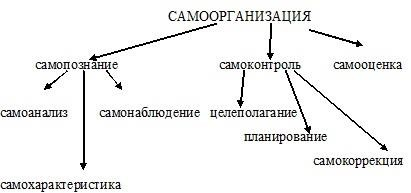 САМООРГАНИЗАЦИЯ
самопознание самоконтроль самооценка
самоанализ самонаблюдение целеполагание
планирование
самокоррекция
самохарактеристика